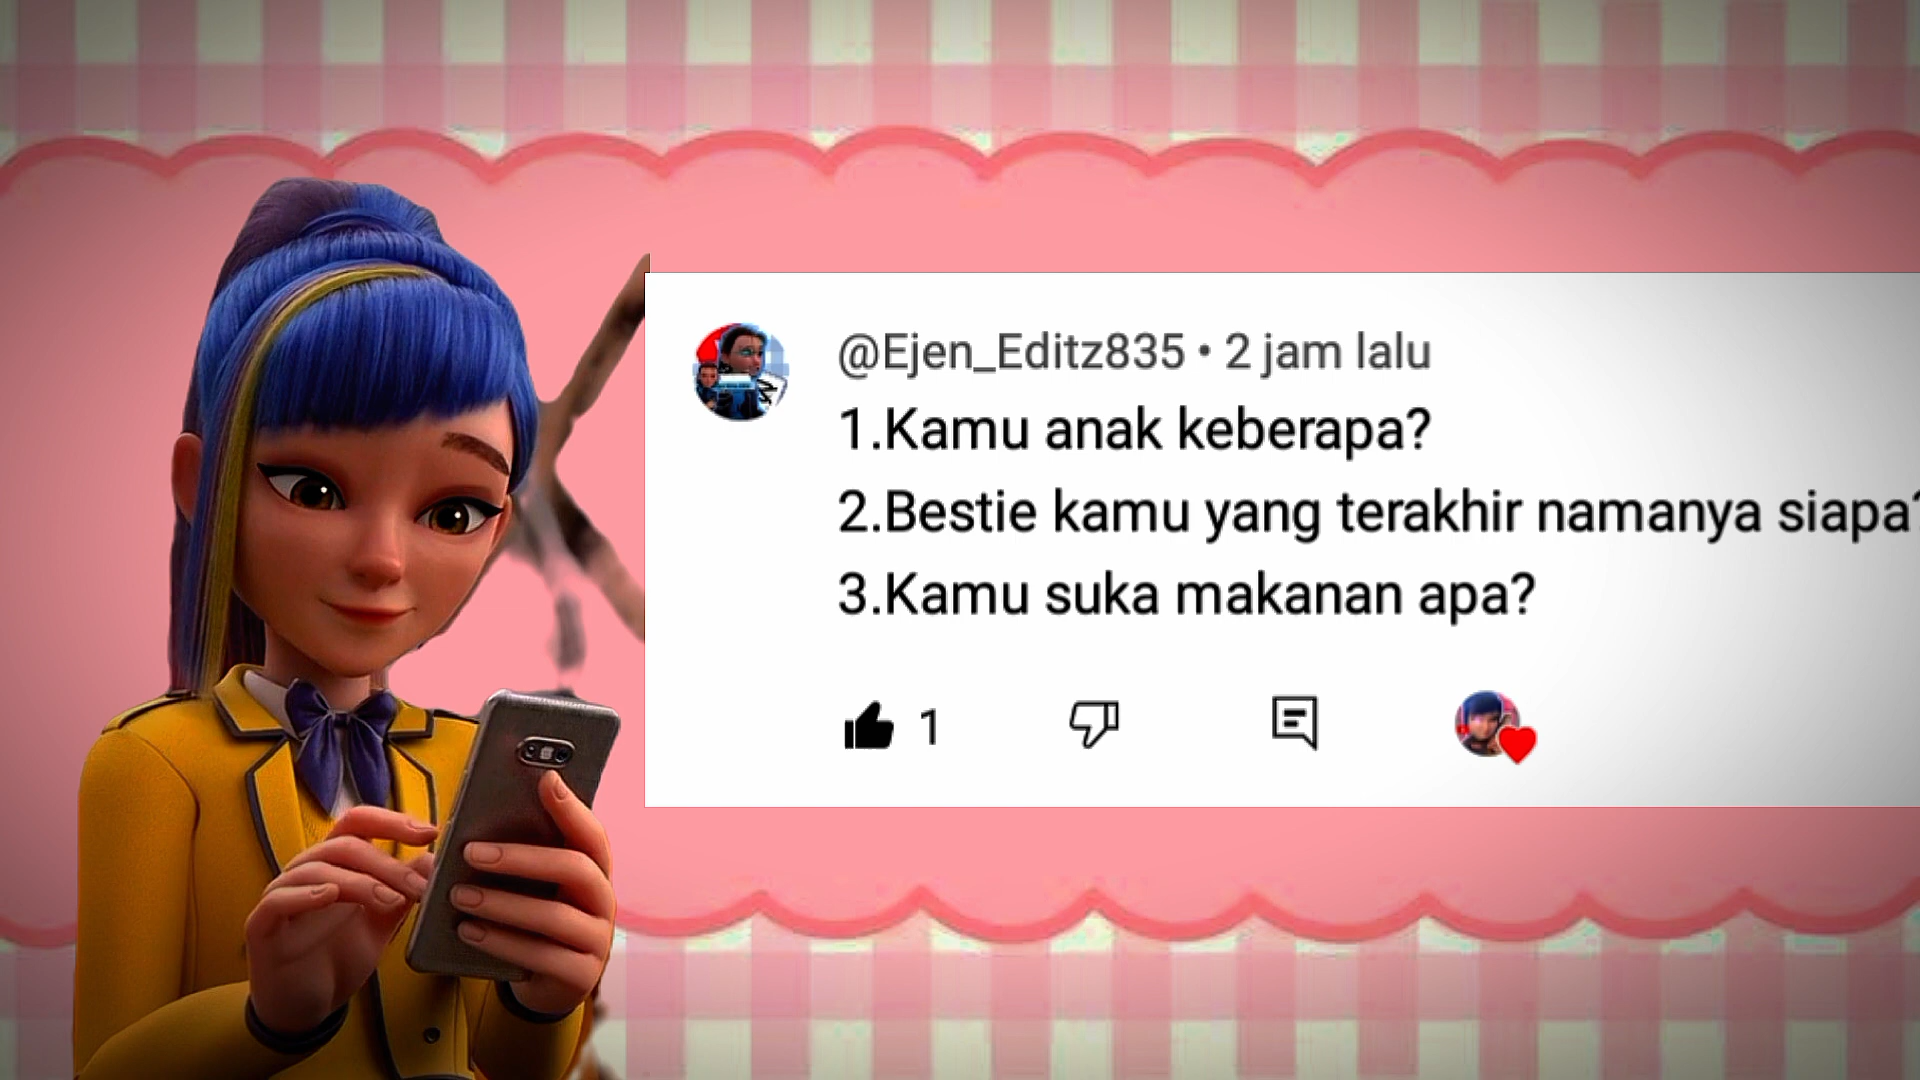 @Ejen_Editz835 • 2 jam lalu
1.Kamu anak keberapa?
2.Bestie kamu yang terakhir namanya siapa?
3.Kamu suka makanan apa?
1